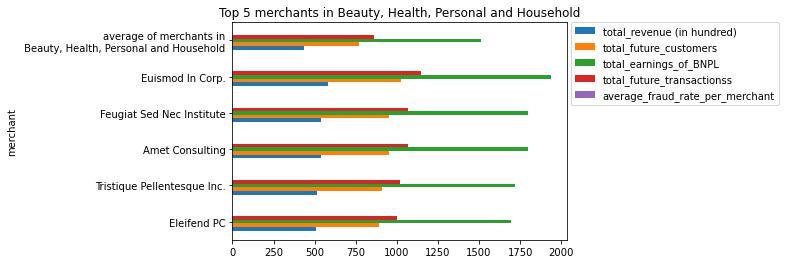 Top 5 merchants in Beauty, Health, Personal and Household
average of merchants in
Beauty, Health, Personal and Household
Euismod In Corp.
Feugiat Sed Nec Institute
Amet Consulting
Tristique Pellentesque Inc.
Eleifend PC
merchant
0 250 500 750 1000 1250 1500 1750 2000
total_revenue (in hundred)
total_future_customers
total_earnings_of_BNPL
total_future_transactionss
average_fraud_rate_per_merchant